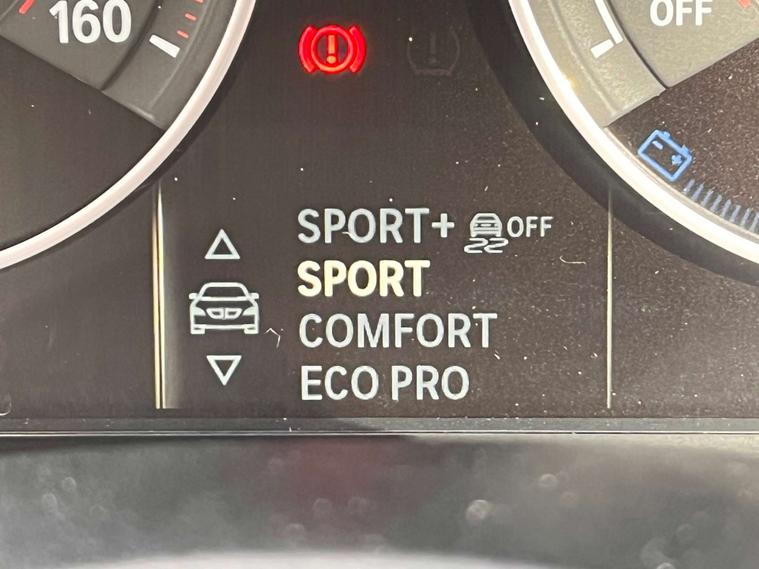 160
OFF
SPORT+ OFF
SPORT
COMFORT
ECO PRO